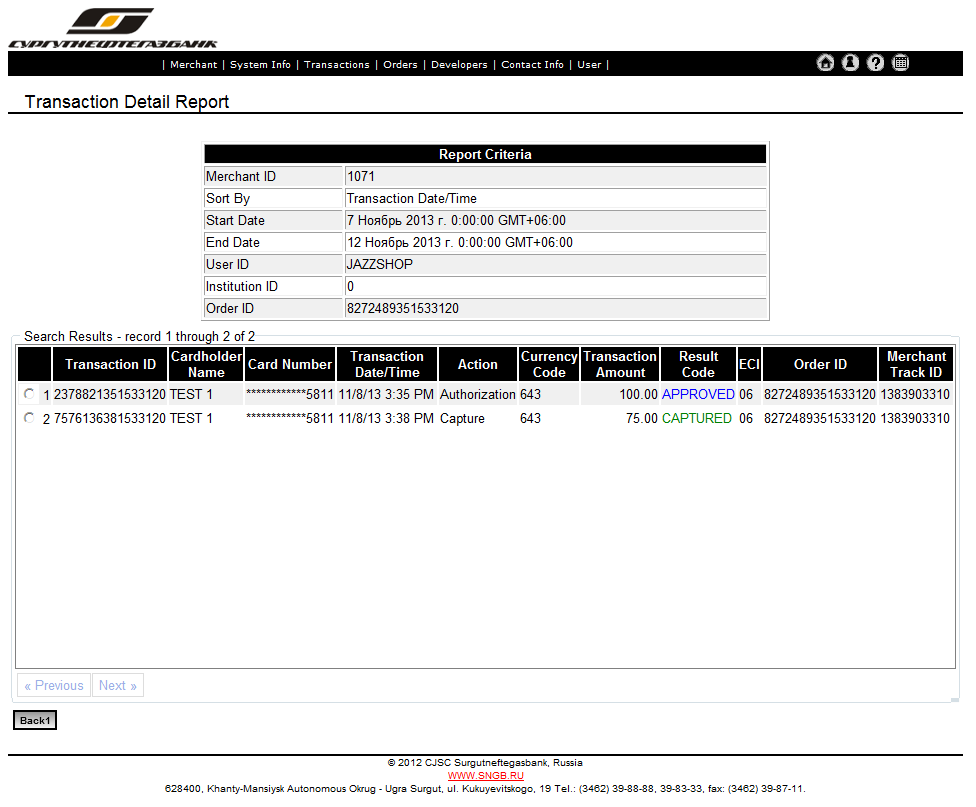 СУРГУТНЕФТЕГАЗБАНК
| Merchant | System Info | Transactions | Orders | Developers | Contact Info | User |
Transaction Detail Report
Report Criteria
Merchant ID 1071
Sort By Transaction Date/Time
Start Date 7 Ноябрь 2013 г. 0:00:00 GMT+06:00
End Date 12 Ноябрь 2013 г. 0:00:00 GMT+06:00
User ID JAZZSHOP
Institution ID 0
Order ID 8272489351533120
Search Results - record 1 through 2 of 2
Transaction ID Cardholder Name Card Number Transaction Date/Time Action Currency Code Transaction Amount Result Code ECI Order ID Merchant Track ID
1 2378821351533120 TEST 1 ************5811 11/8/13 3:35 PM Authorization 643 100.00 APPROVED 06 8272489351533120 1383903310
2 7576136381533120 TEST 1 ************5811 11/8/13 3:38 PM Capture 643 75.00 CAPTURED 06 8272489351533120 1383903310
« Previous Next »
Back1
© 2012 CJSC Surgutneftegasbank, Russia
WWW.SNGB.RU
628400, Khanty-Mansiysk Autonomous Okrug - Ugra Surgut, ul. Kukuyevitskogo, 19 Tel.: (3462) 39-88-88, 39-83-33, fax: (3462) 39-87-11.